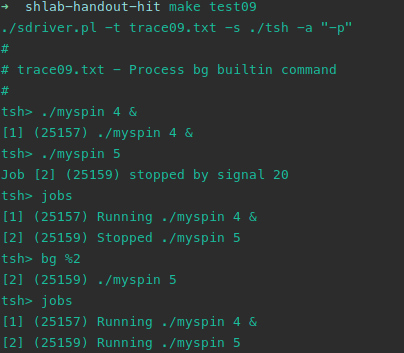 ➜ shlab-handout-hit make test09
./sdriver.pl -t trace09.txt -s ./tsh -a "-p"
#
# trace09.txt - Process bg builtin command
#
tsh> ./myspin 4 &
[1] (25157) ./myspin 4 &
tsh> ./myspin 5
Job [2] (25159) stopped by signal 20
tsh> jobs
[1] (25157) Running ./myspin 4 &
[2] (25159) Stopped ./myspin 5
tsh> bg %2
[2] (25159) ./myspin 5
tsh> jobs
[1] (25157) Running ./myspin 4 &
[2] (25159) Running ./myspin 5